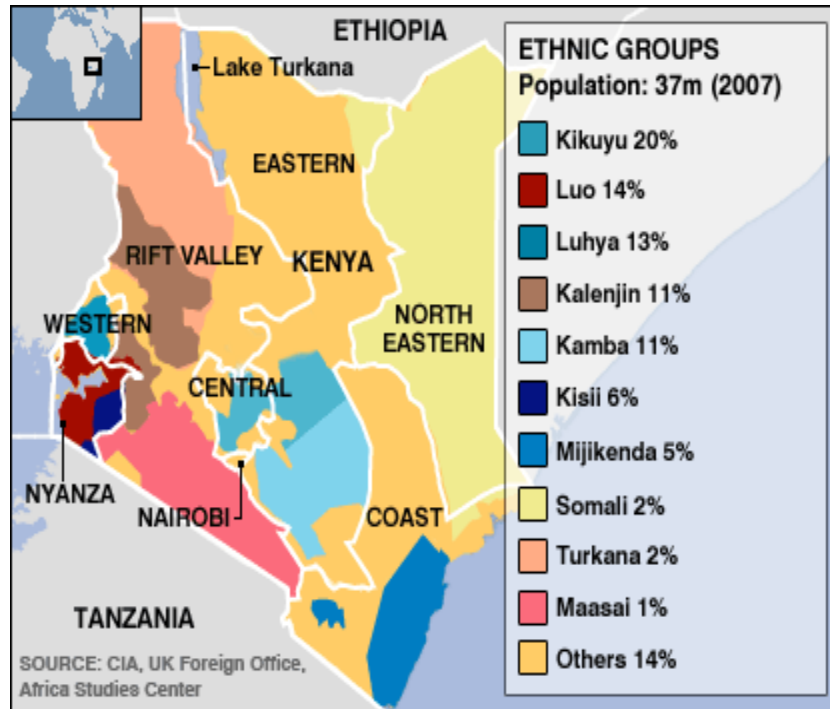 ETHIOPIA
Lake Turkana
EASTERN
RIFT VALLEY
KENYA
WESTERN
NORTH
EASTERN
CENTRAL
NYANZA
NAIROBI
COAST
TANZANIA
SOURCE: CIA, UK Foreign Office,
Africa Studies Center
ETHNIC GROUPS
Population: 37m (2007)
Kikuyu 20%
Luo 14%
Luhya 13%
Kalenjin 11%
Kamba 11%
Kisii 6%
Mijikenda 5%
Somali 2%
Turkana 2%
Maasai 1%
Others 14%